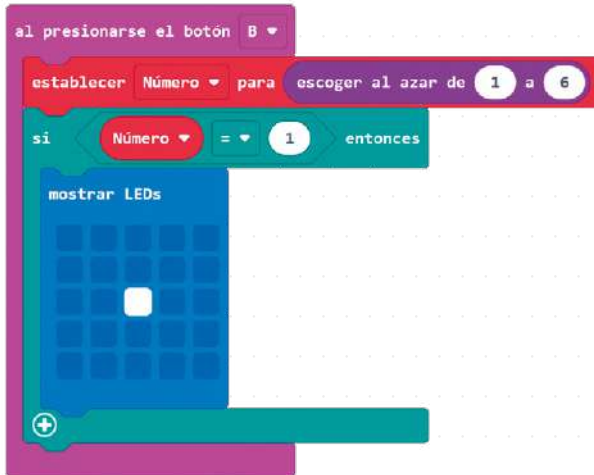 al presionarse el botón B
establecer Número para escoger al azar de 1 a 6
si Número = 1 entonces
mostrar LEDs